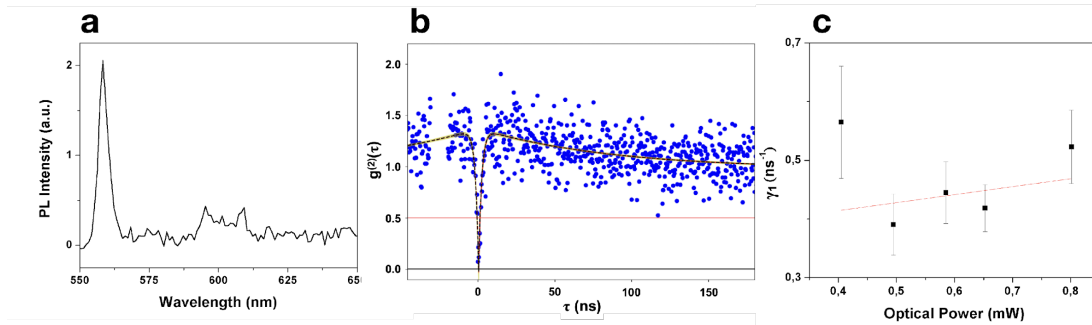 a
PL Intensity (a.u.)
2
1
0
550 575 600 625 65
Wavelength (nm)
b
g⁽²⁾(τ)
2.0
1.5
1.0
0.5
0.0
0 50 100 150
τ (ns)
c
γ₁ (ns⁻¹)
0,7
0,5
0,3
0,4 0,5 0,6 0,7 0,8
Optical Power (mW)